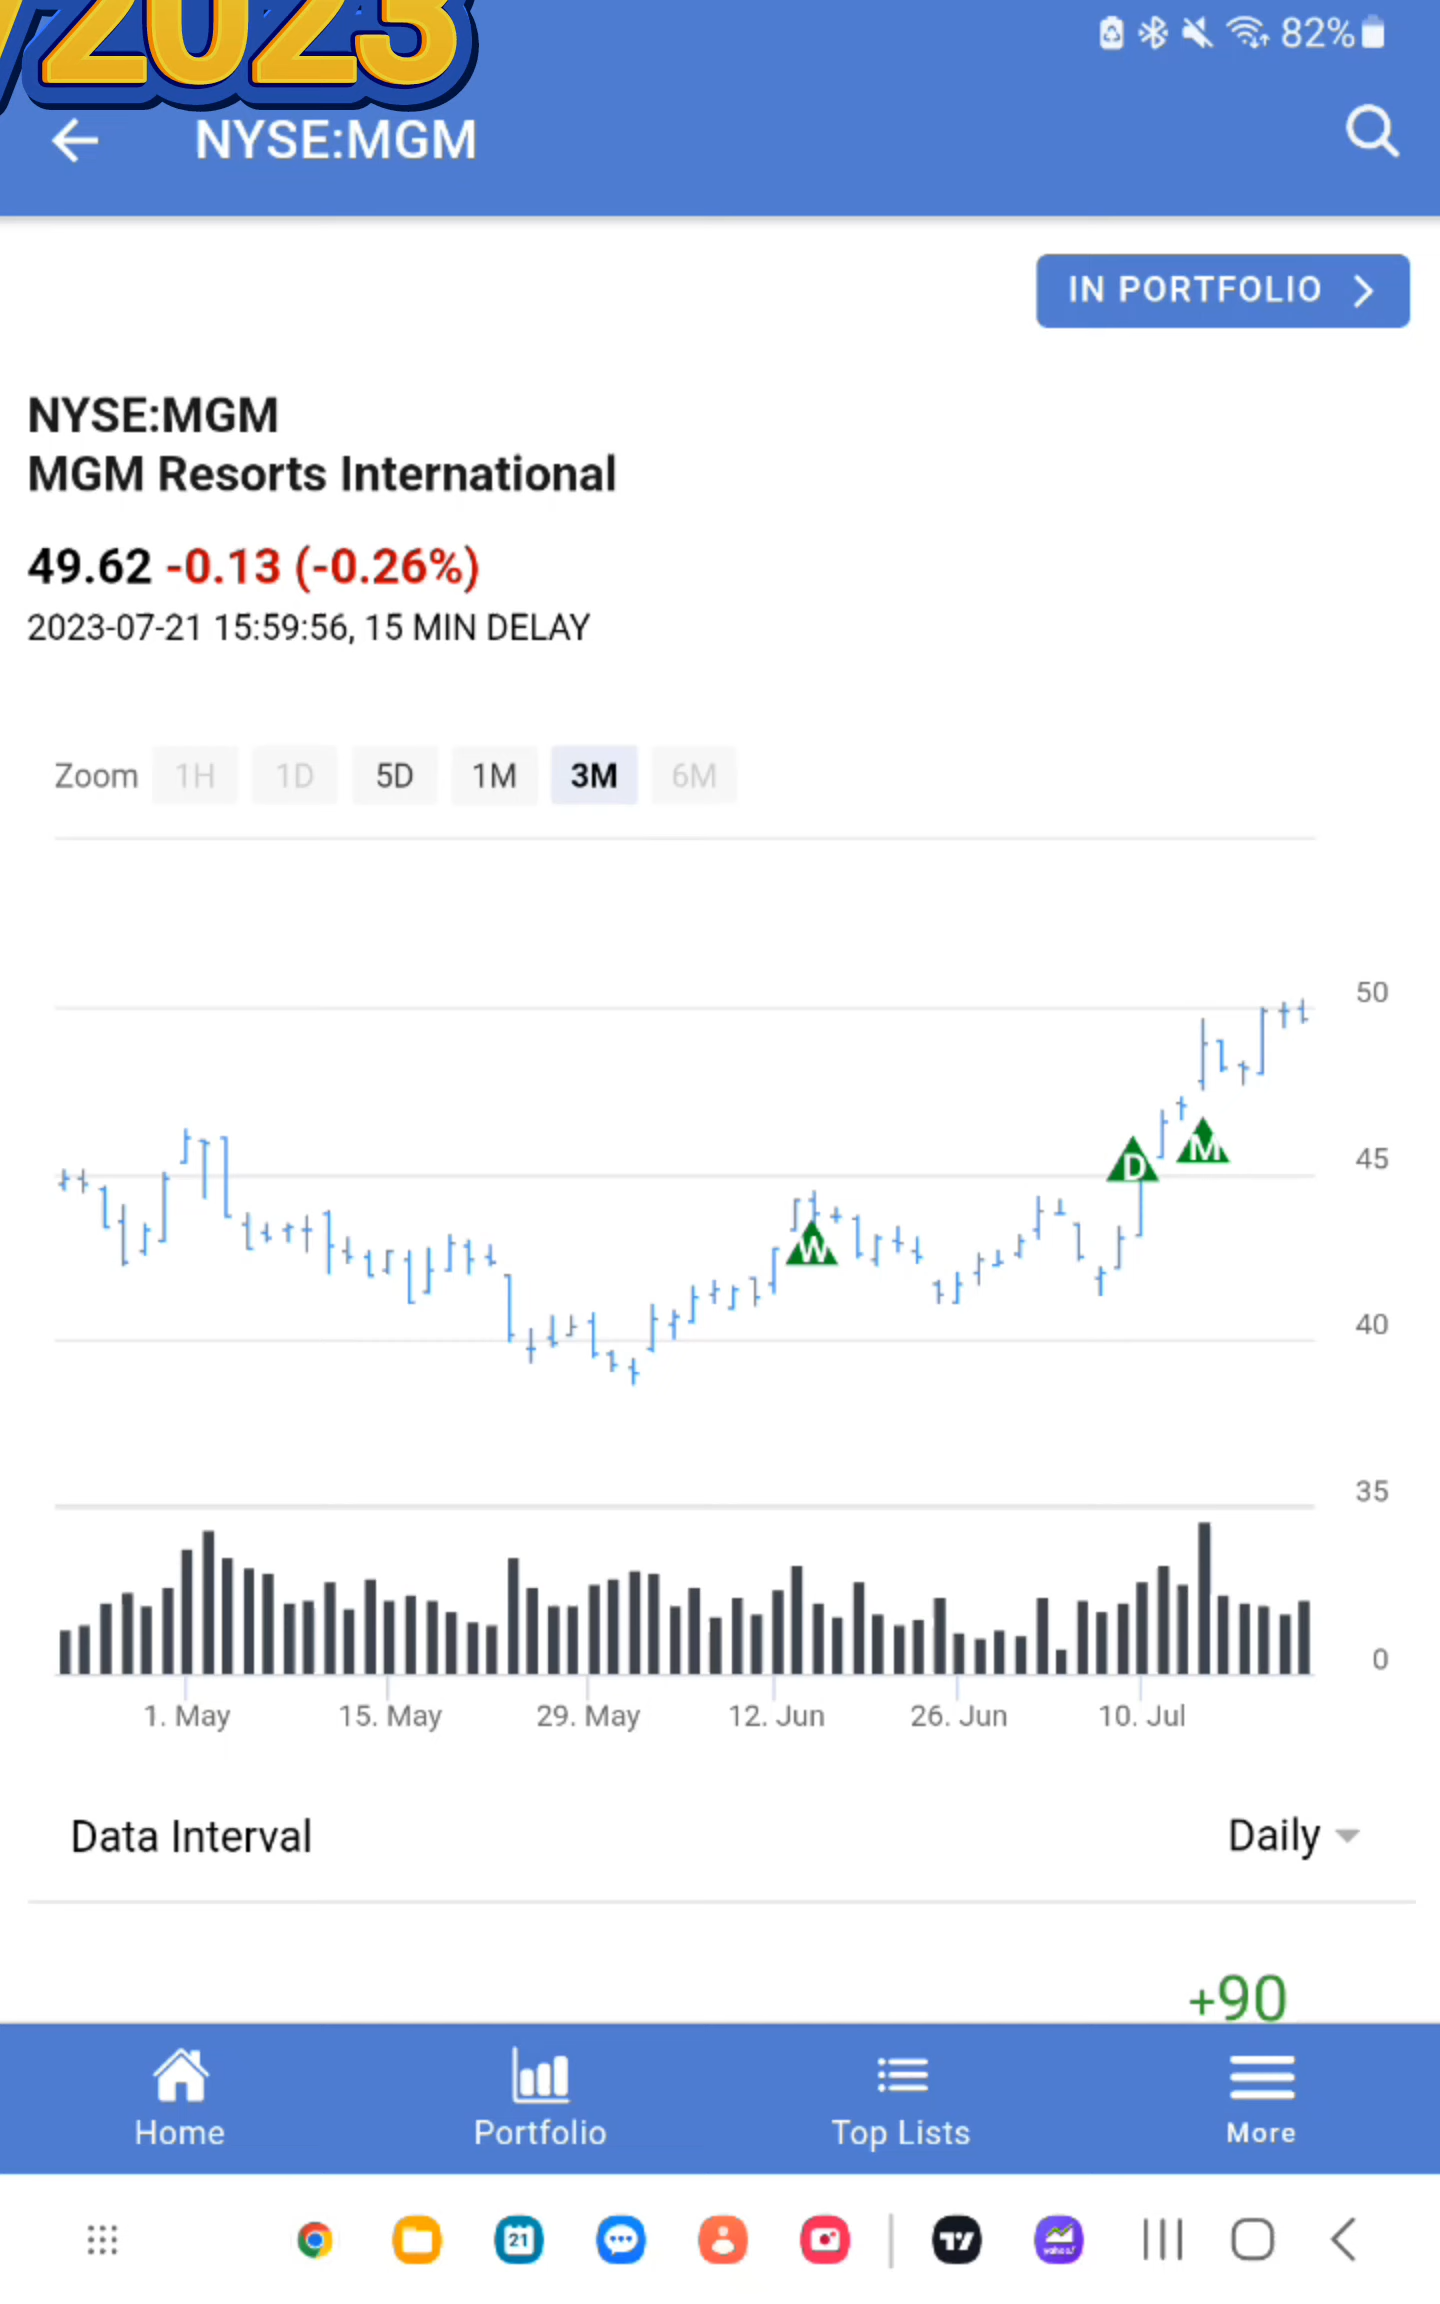 /2023
82%
NYSE:MGM
IN PORTFOLIO
NYSE:MGM
MGM Resorts International
49.62 -0.13 (-0.26%)
2023-07-21 15:59:56, 15 MIN DELAY
Zoom 1H 1D 5D 1M 3M 6M
50
45
40
35
0
D
M
W
1. May 15. May 29. May 12. Jun 26. Jun 10. Jul
Data Interval Daily
+90
Home Portfolio Top Lists More
21
yahoo!